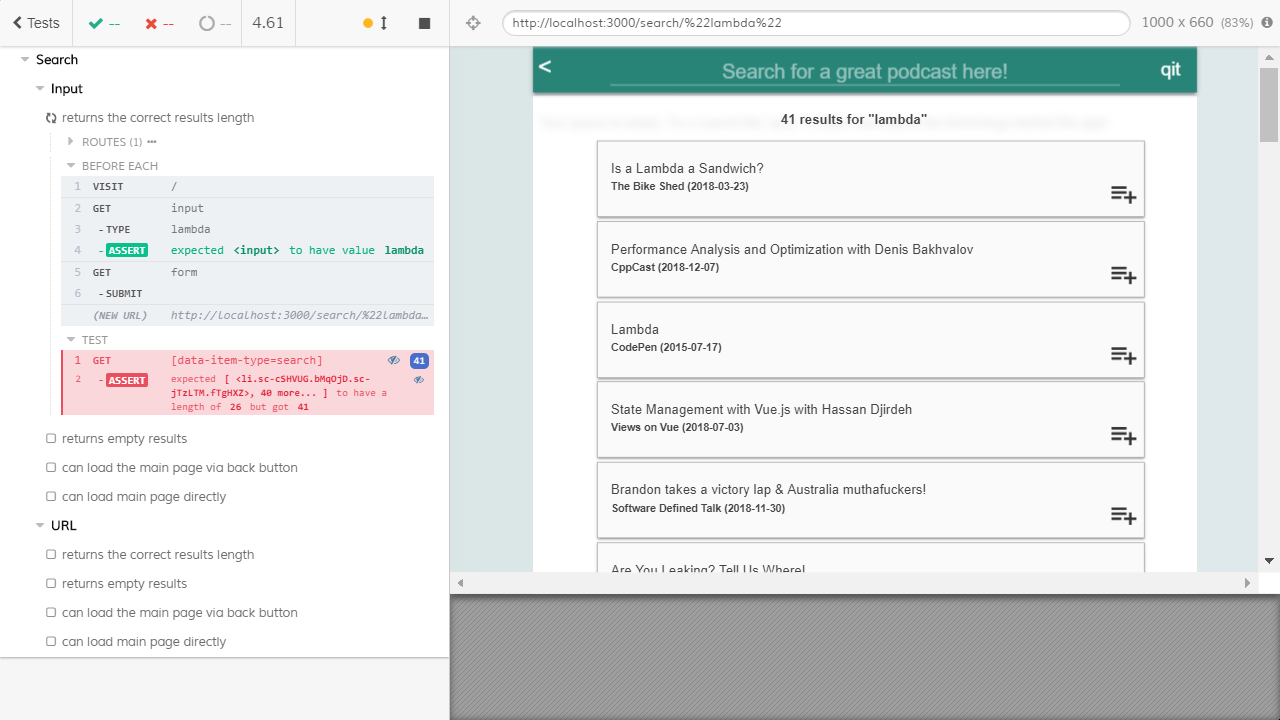 Tests
--
--
--
4.61
http://localhost:3000/search/%22lambda%22
1000 x 660 (83%)
Search
Input
returns the correct results length
ROUTES (1)
BEFORE EACH
1 VISIT /
2 GET input
3 - TYPE lambda
4 - ASSERT expected <input> to have value lambda
5 GET form
6 - SUBMIT
(NEW URL) http://localhost:3000/search/%22lambda…
TEST
1 GET [data-item-type=search] 41
2 - ASSERT expected [ <li.sc-cSHVUG.bMqOjD.sc-
jTzLTM.fTgHXZ>, 40 more... ] to have a
length of 26 but got 41
returns empty results
can load the main page via back button
can load main page directly
URL
returns the correct results length
returns empty results
can load the main page via back button
can load main page directly
< Search for a great podcast here! qit
41 results for "lambda"
Is a Lambda a Sandwich?
The Bike Shed (2018-03-23)
Performance Analysis and Optimization with Denis Bakhvalov
CppCast (2018-12-07)
Lambda
CodePen (2015-07-17)
State Management with Vue.js with Hassan Djirdeh
Views on Vue (2018-07-03)
Brandon takes a victory lap & Australia muthafuckers!
Software Defined Talk (2018-11-30)
Are You Leaking? Tell Us Where!